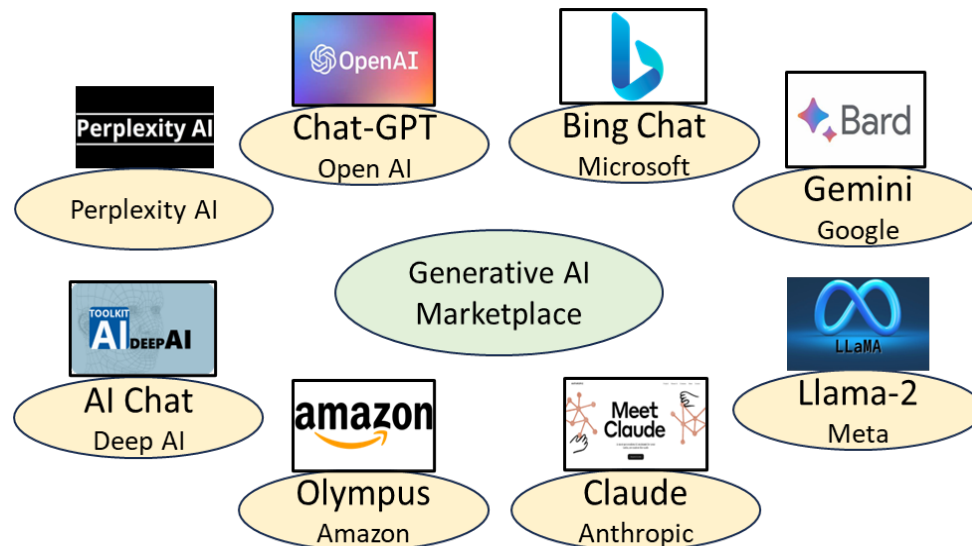 OpenAI
Chat-GPT
Open AI
Bing Chat
Microsoft
Perplexity AI
Perplexity AI
Bard
Gemini
Google
Generative AI
Marketplace
TOOLKIT
AI DEEPAI
AI Chat
Deep AI
LLaMA
Llama-2
Meta
amazon
Olympus
Amazon
Meet
Claude
Claude
Anthropic